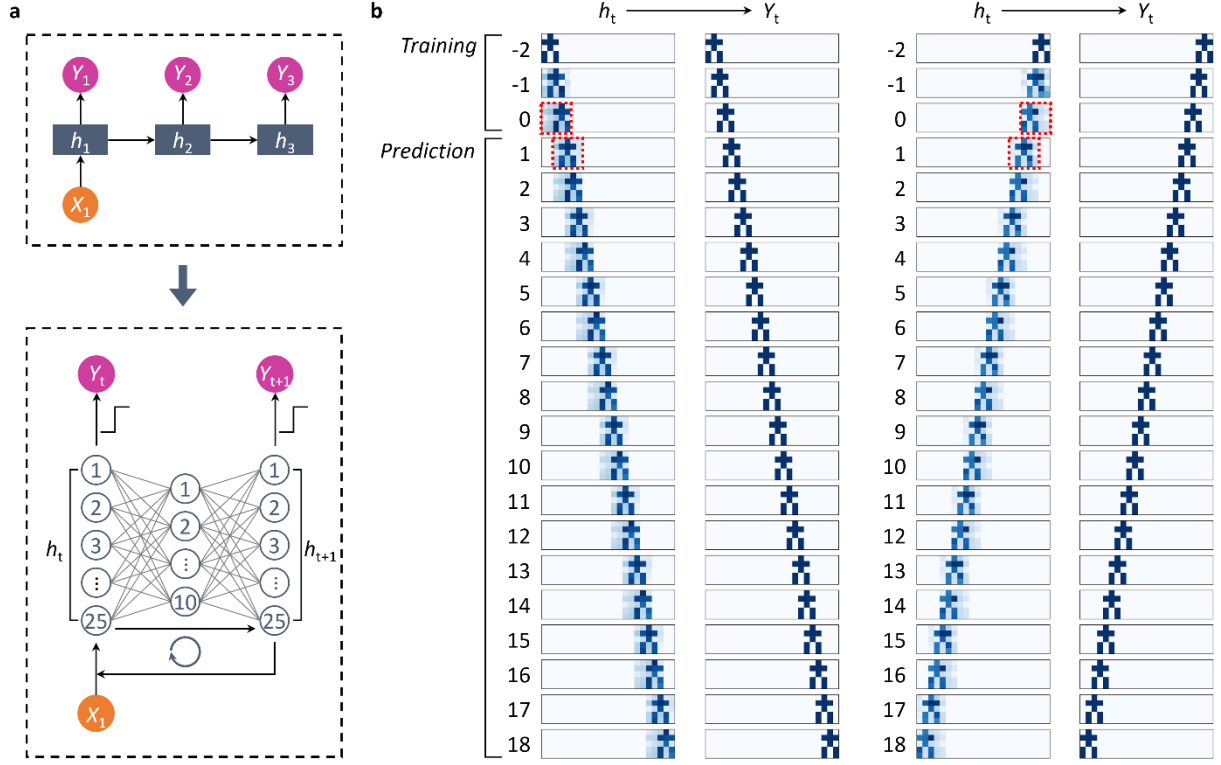 a
Y1 Y2 Y3
h1 h2 h3
X1
Yt Yt+1
1 1
1
2 2
2
3 3
ht ht+1
⋮ ⋮ ⋮
10
25 25
X1
b
ht Yt ht Yt
Training
-2 -2
-1 -1
0 0
Prediction
1 1
2 2
3 3
4 4
5 5
6 6
7 7
8 8
9 9
10 10
11 11
12 12
13 13
14 14
15 15
16 16
17 17
18 18